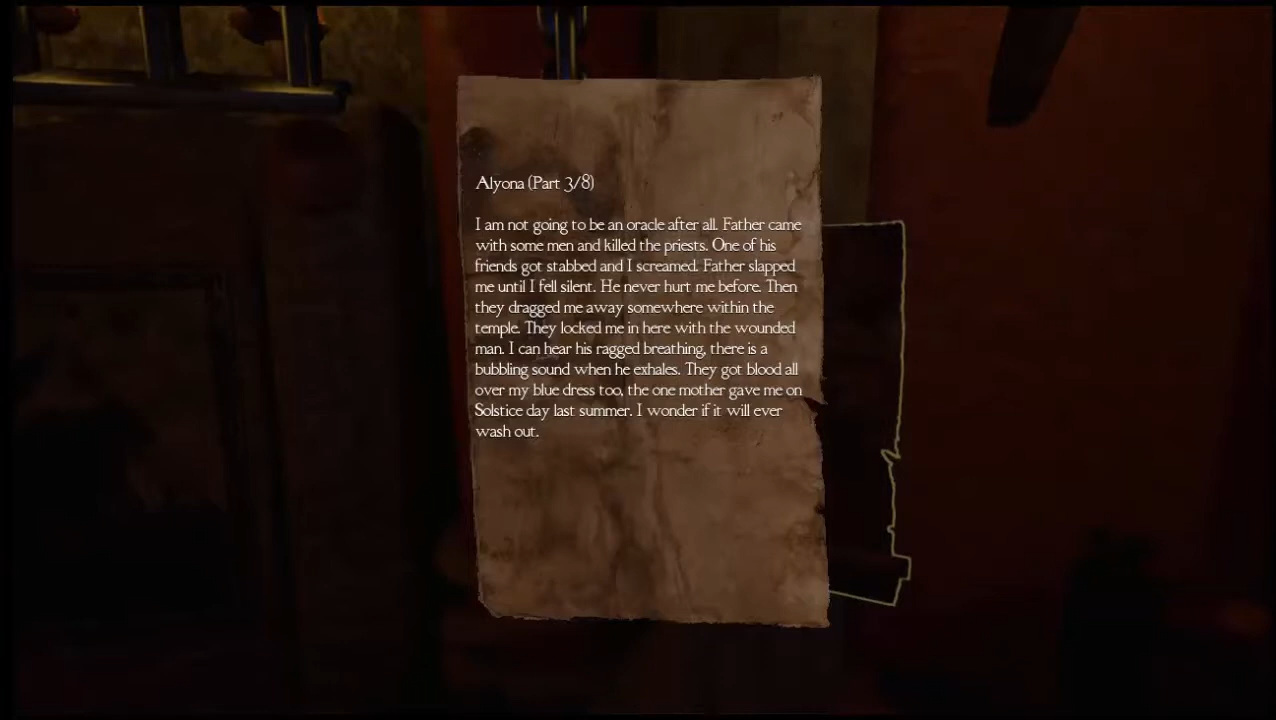 Alyona (Part 3/8)
I am not going to be an oracle after all. Father came
with some men and killed the priests. One of his
friends got stabbed and I screamed. Father slapped
me until I fell silent. He never hurt me before. Then
they dragged me away somewhere within the
temple. They locked me in here with the wounded
man. I can hear his ragged breathing, there is a
bubbling sound when he exhales. They got blood all
over my blue dress too, the one mother gave me on
Solstice day last summer. I wonder if it will ever
wash out.